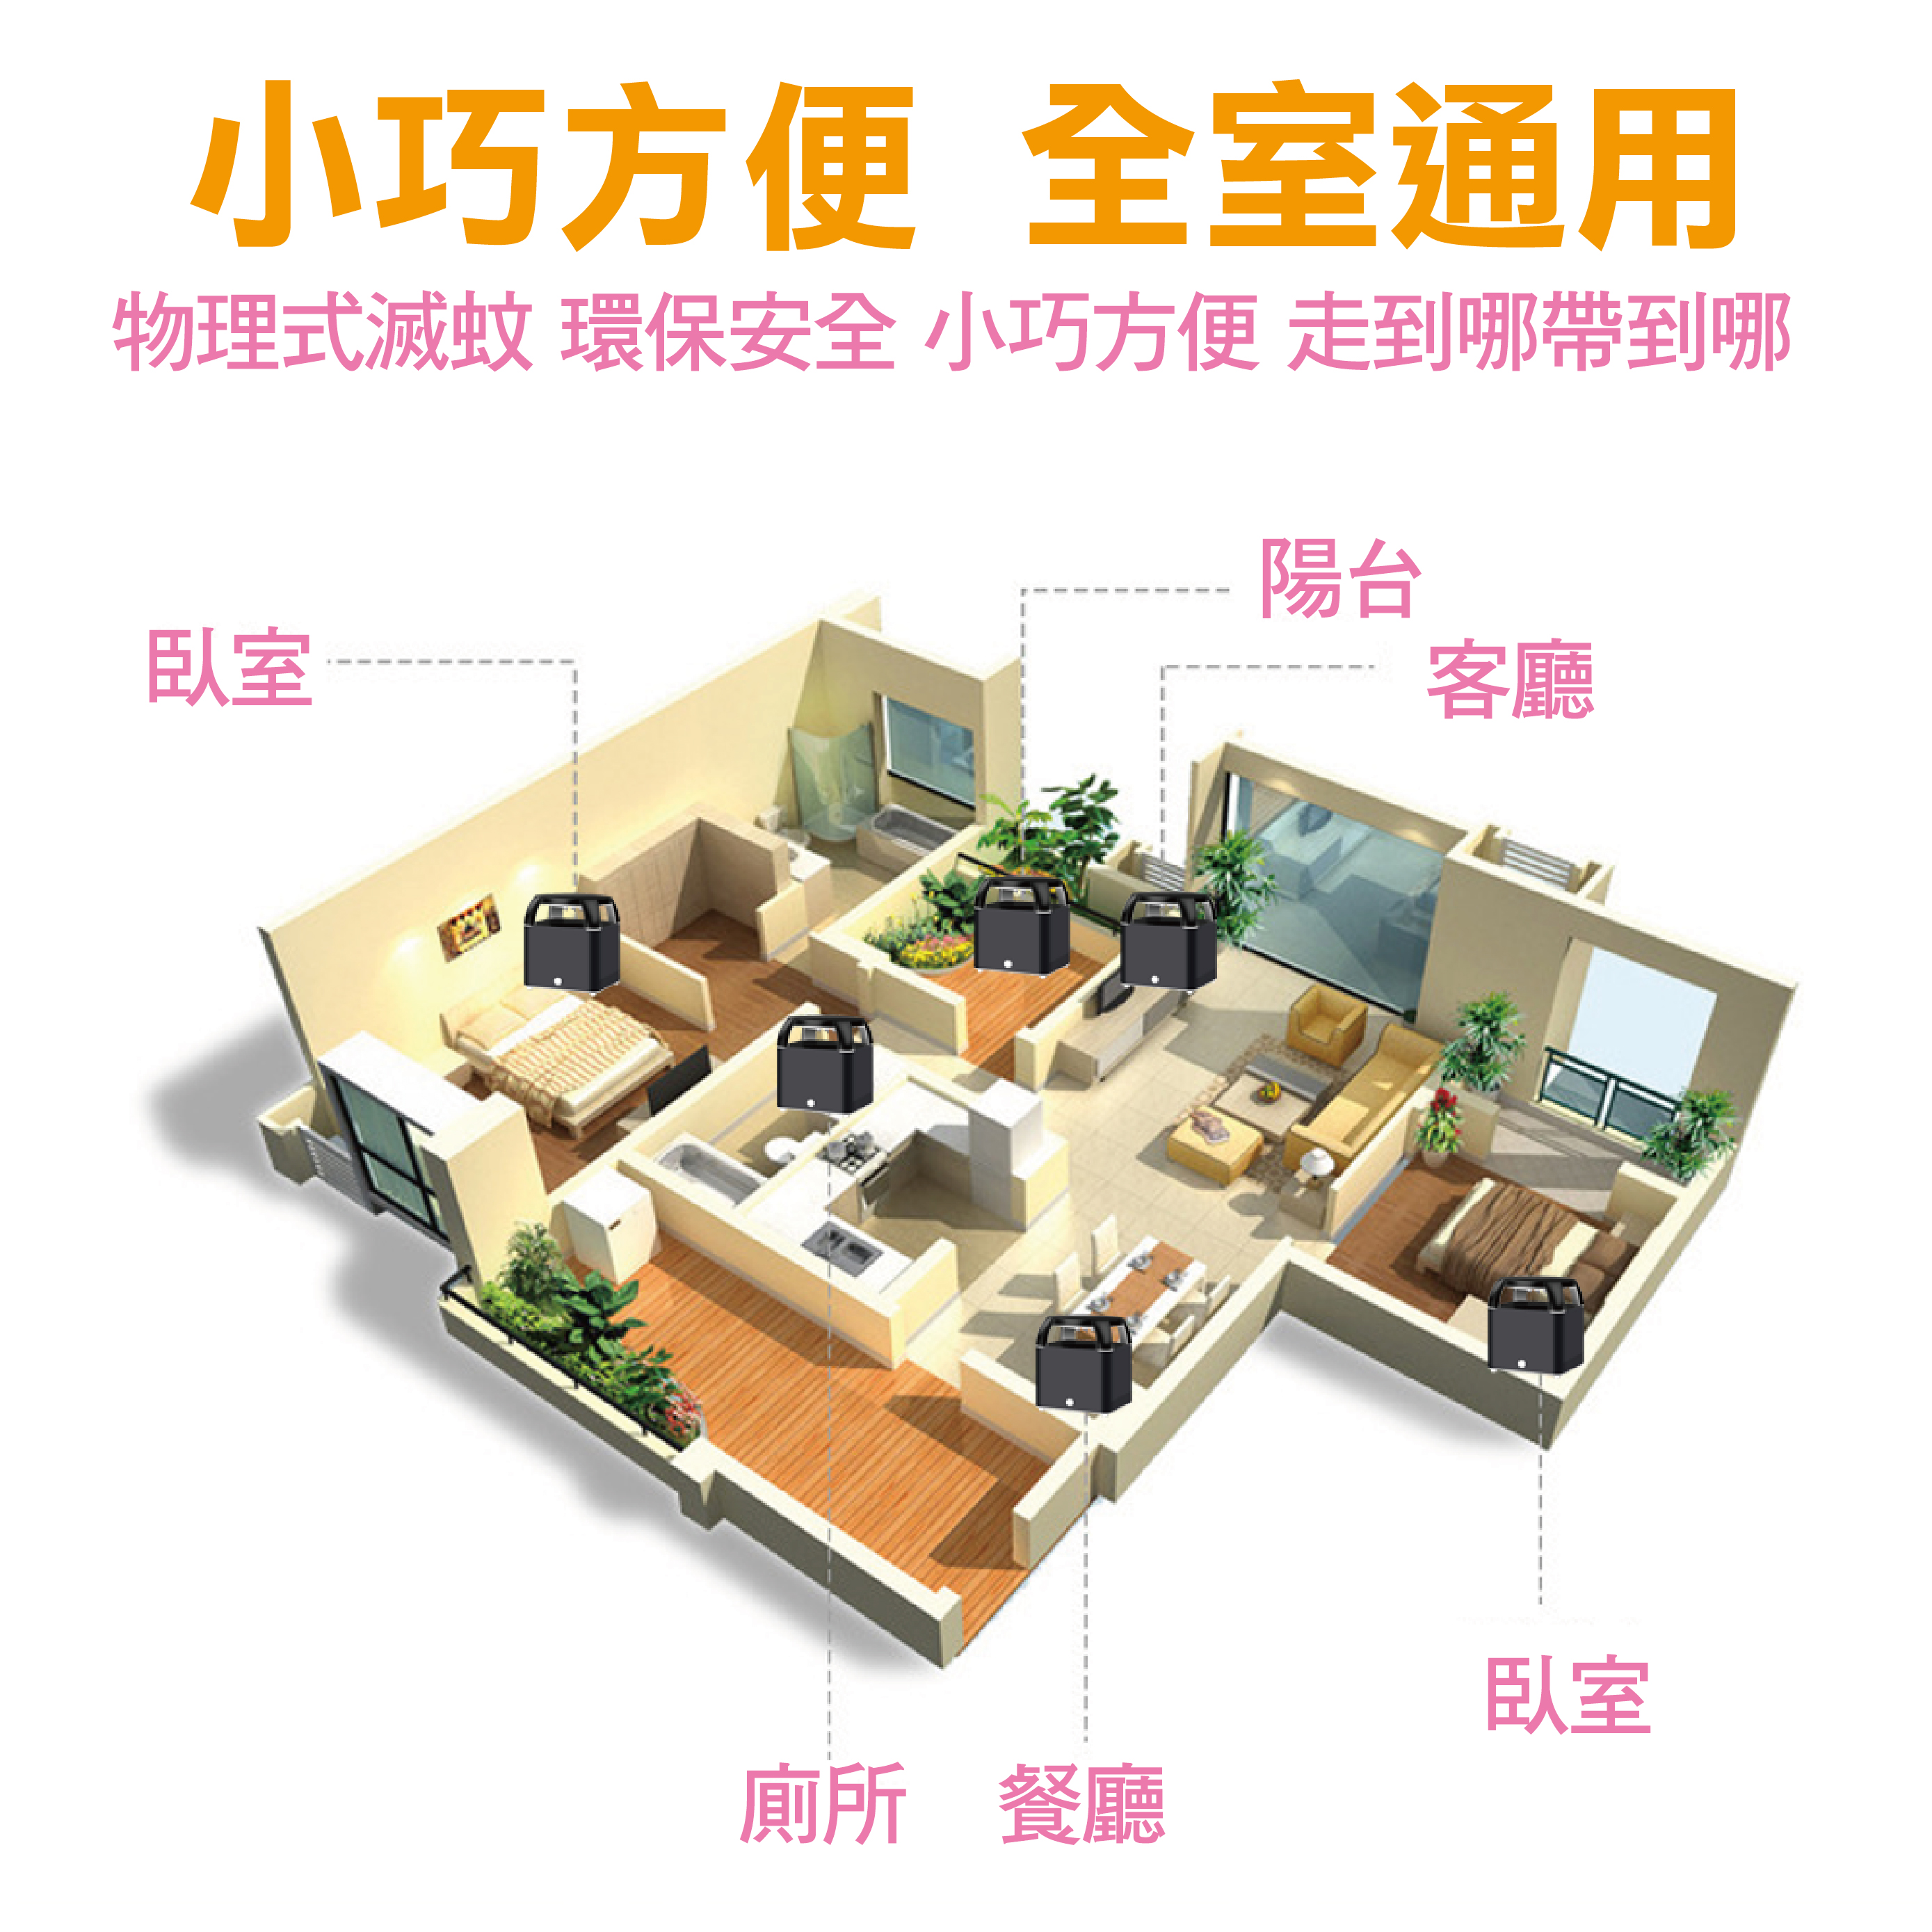 小巧方便 全室通用
物理式滅蚊 環保安全 小巧方便 走到哪帶到哪
陽台
臥室
客廳
臥室
廁所 餐廳